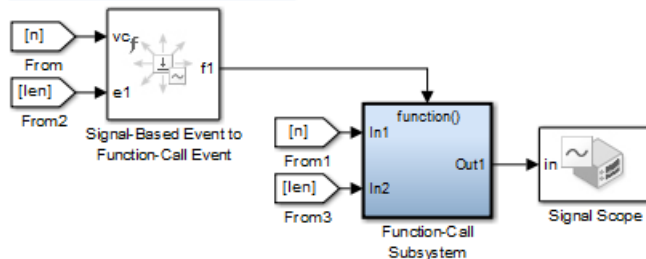 [n]
From
[len]
From2
vc
f
e1
f1
Signal-Based Event to
Function-Call Event
function()
[n]
From1
[len]
From3
In1
In2
Out1
Function-Call
Subsystem
in
Signal Scope